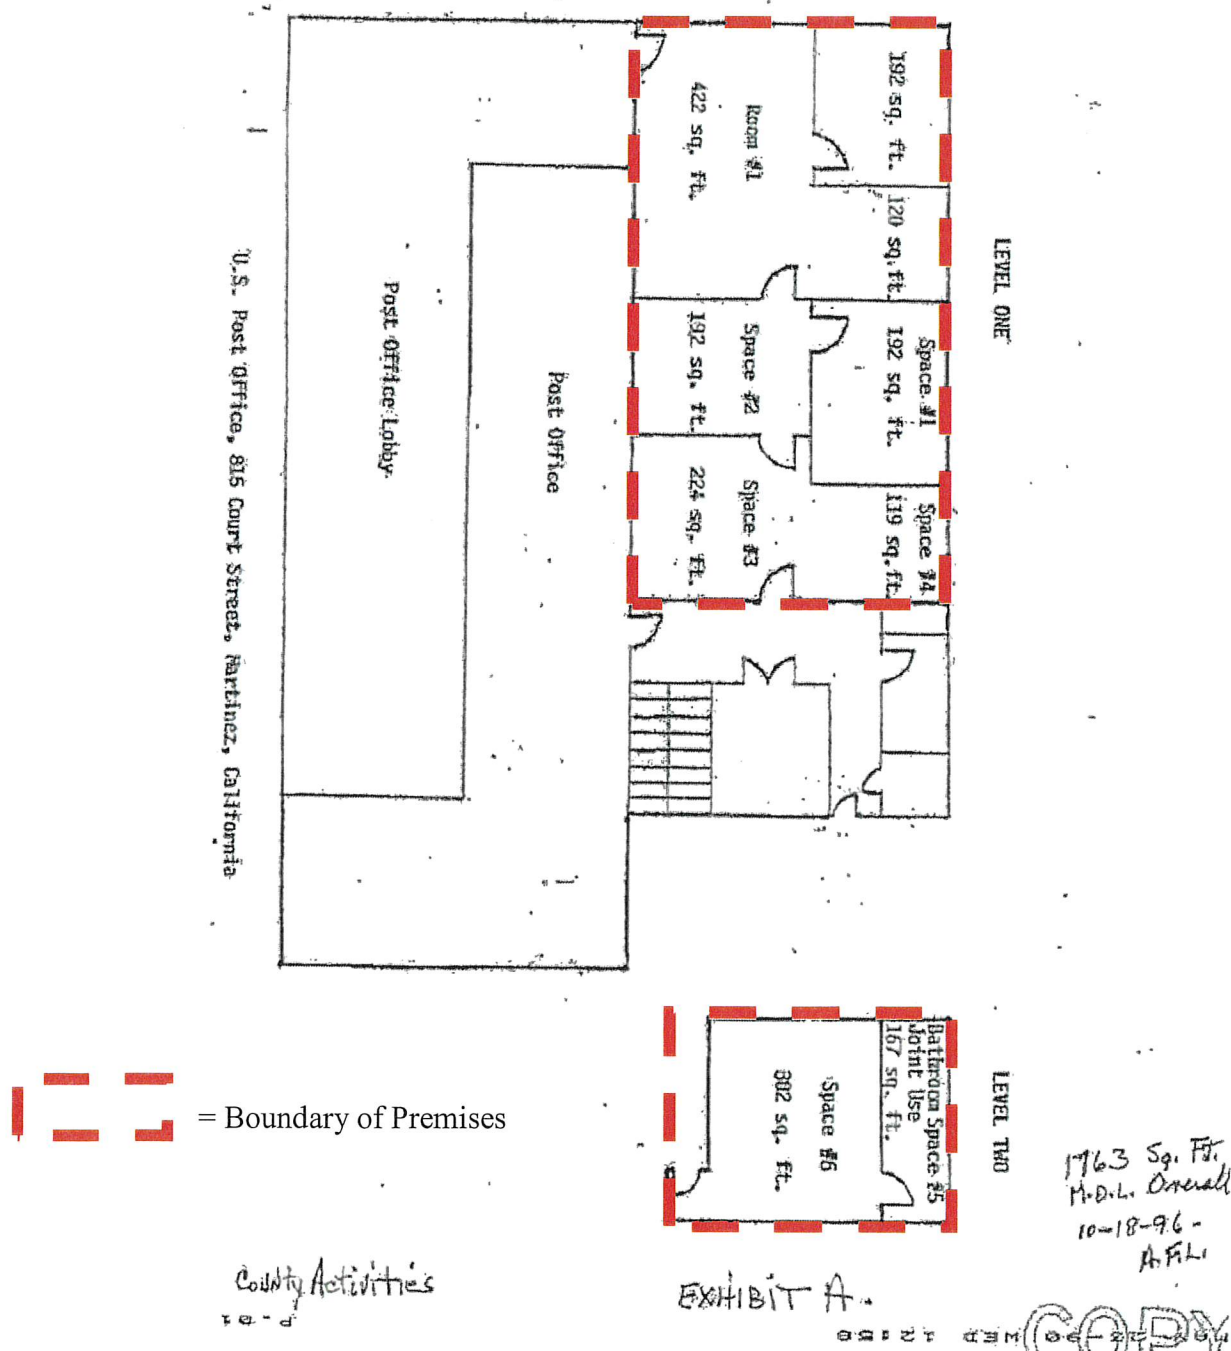 LEVEL ONE
192 sq. ft.
Room #1
422 sq. ft.
120 sq. ft.
Space #1
192 sq. ft.
Space #2
192 sq. ft.
Space #3
224 sq. ft.
Space #4
119 sq. ft.
Post Office
Post Office Lobby
U.S. Post Office, 815 Court Street, Martinez, California
LEVEL TWO
Bathroom Space #5
Joint Use
167 sq. ft.
Space #6
802 sq. ft.
= Boundary of Premises
1763 Sq. Ft.
M.D.L. Overall
10-18-96 -
A.F.L.
County Activities
EXHIBIT A.
P-01
COPY